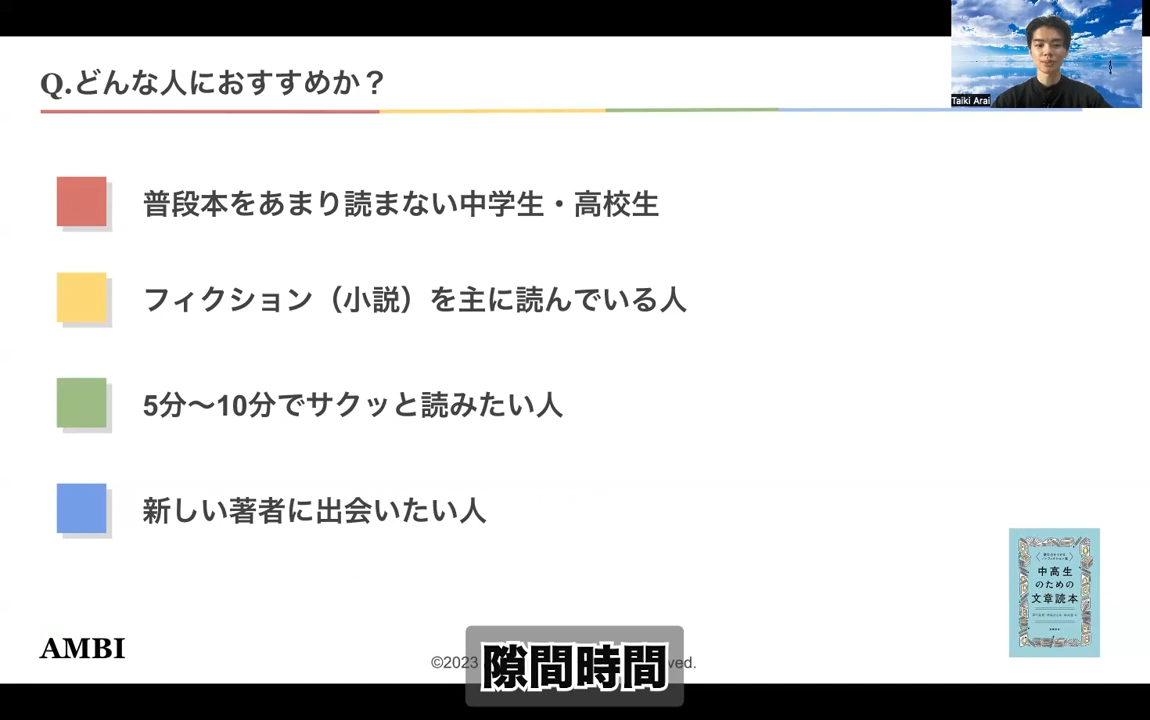 Q.どんな人におすすめか？
Taiki Arai
普段本をあまり読まない中学生・高校生
フィクション（小説）を主に読んでいる人
5分〜10分でサクッと読みたい人
新しい著者に出会いたい人
中高生
のための
文章読本
AMBI
©2023
ved.
隙間時間